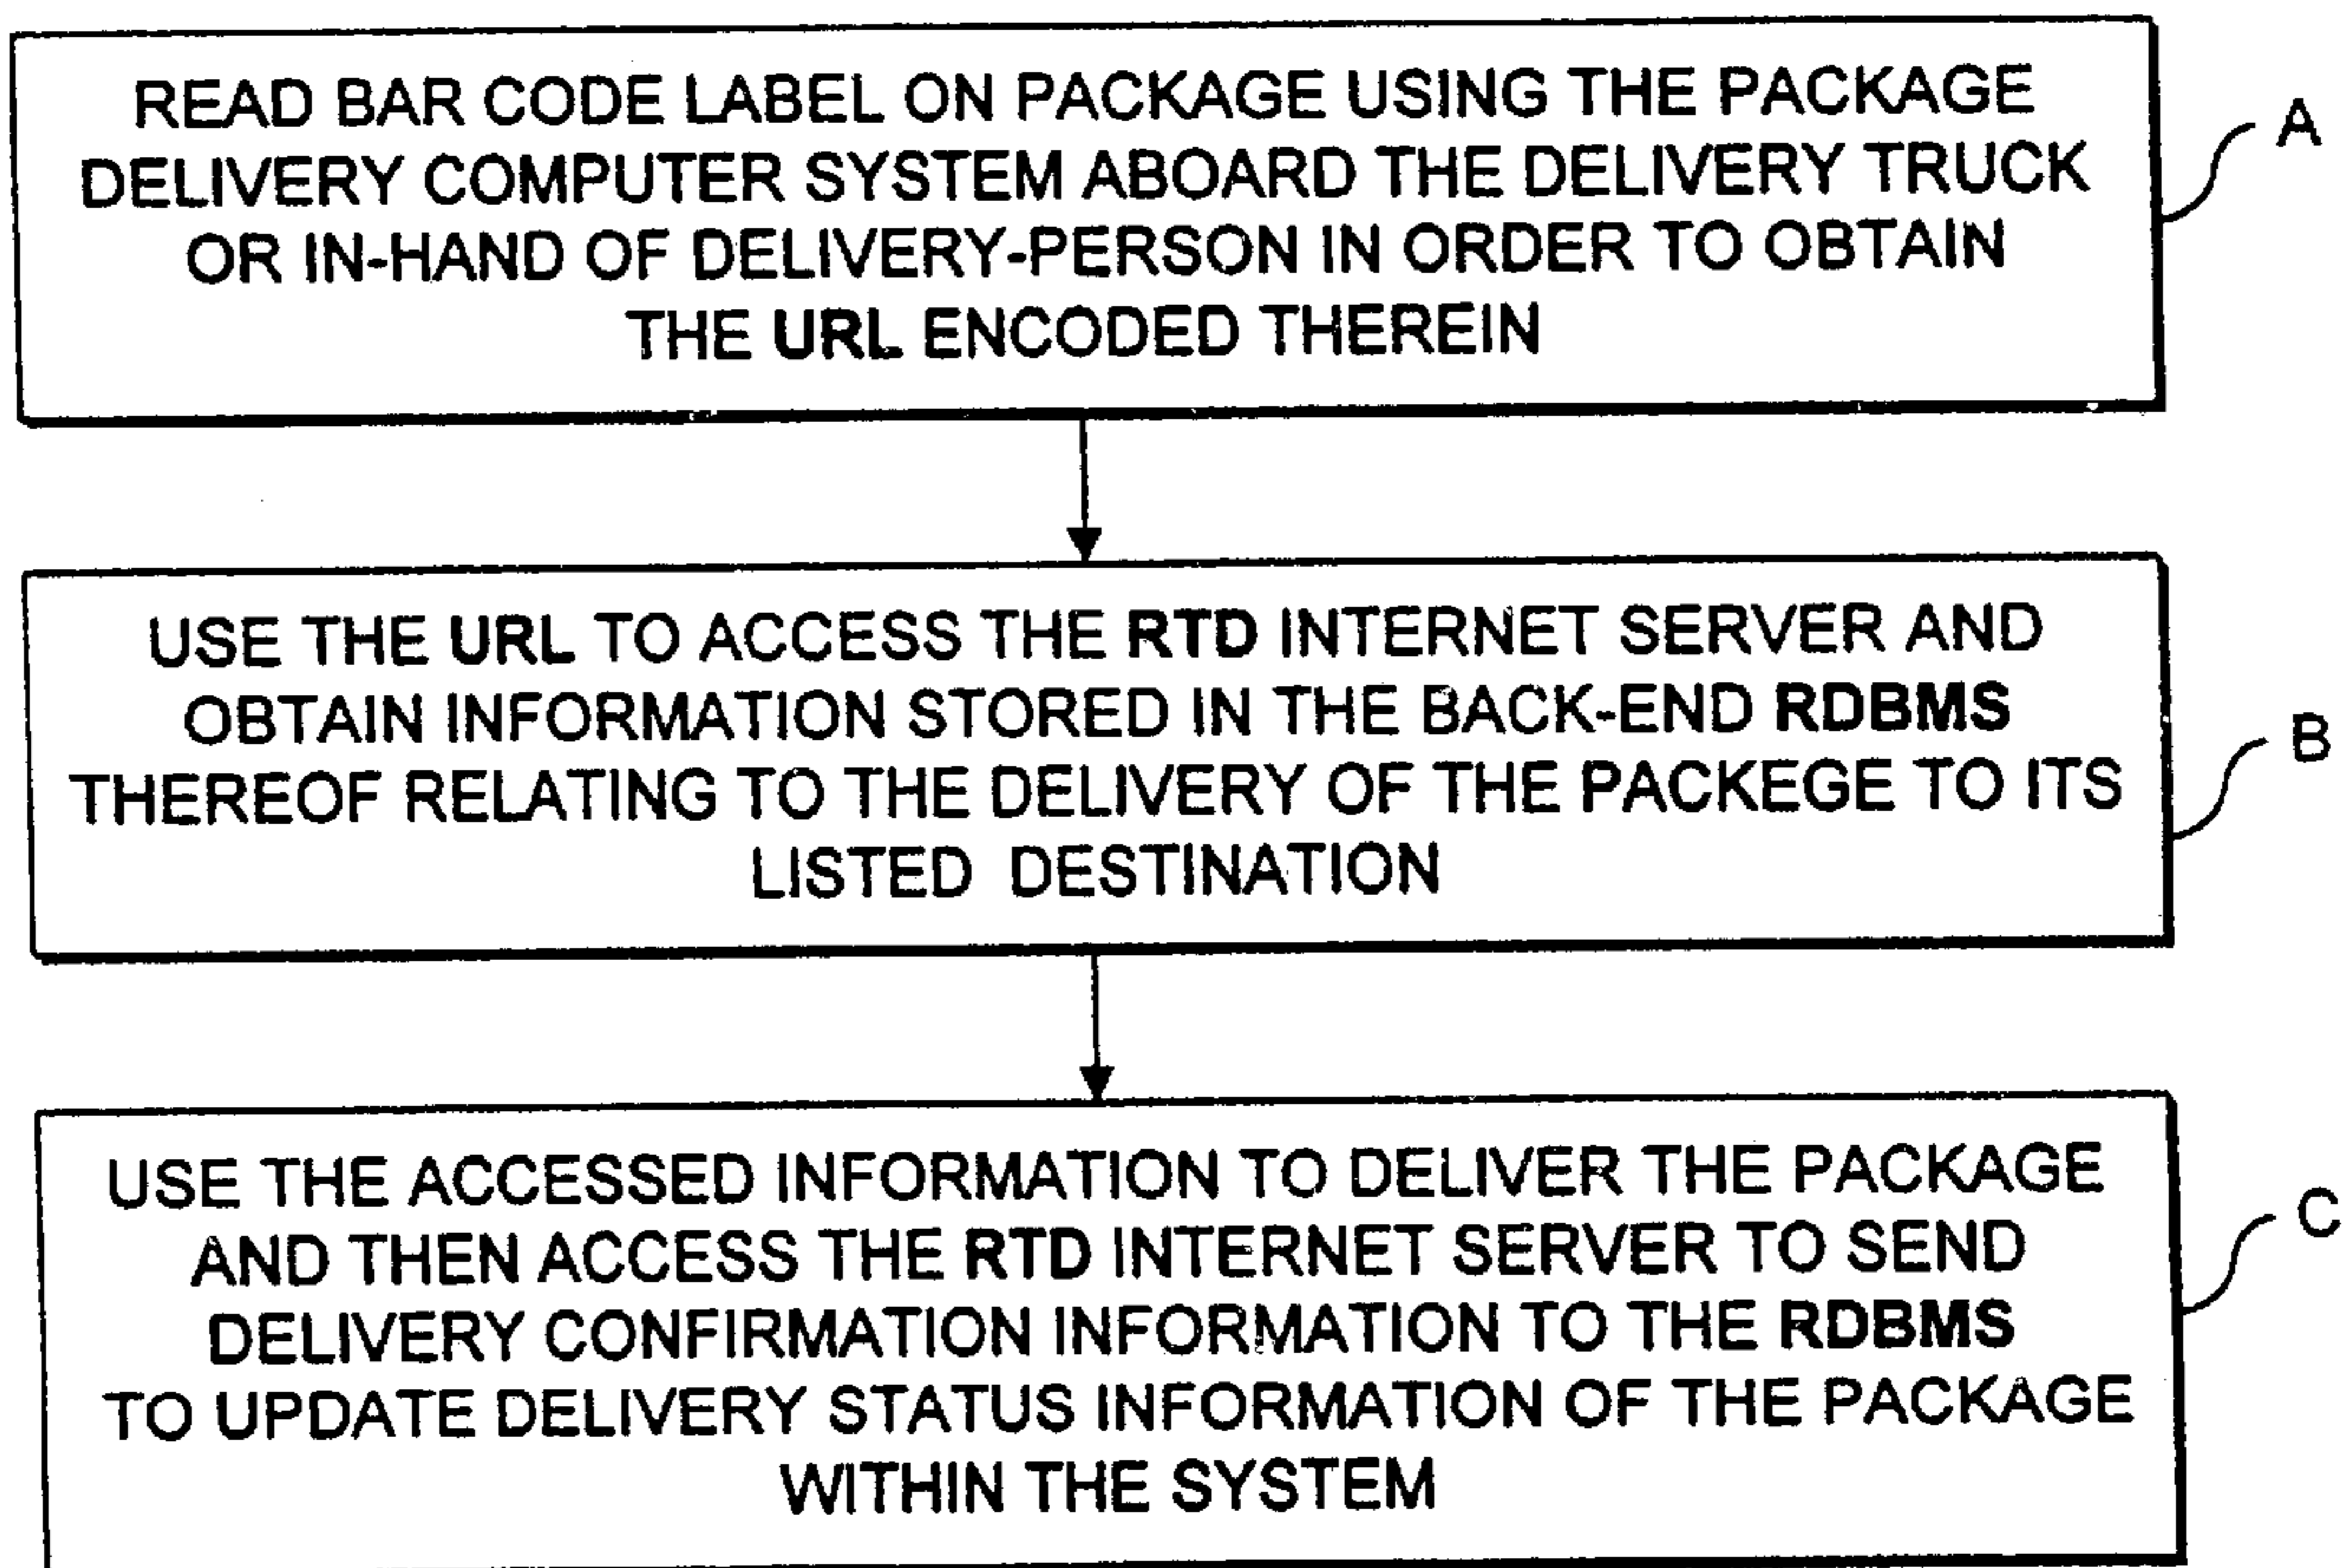 READ BAR CODE LABEL ON PACKAGE USING THE PACKAGE
DELIVERY COMPUTER SYSTEM ABOARD THE DELIVERY TRUCK
OR IN-HAND OF DELIVERY-PERSON IN ORDER TO OBTAIN
THE URL ENCODED THEREIN
A
USE THE URL TO ACCESS THE RTD INTERNET SERVER AND
OBTAIN INFORMATION STORED IN THE BACK-END RDBMS
THEREOF RELATING TO THE DELIVERY OF THE PACKEGE TO ITS
LISTED DESTINATION
B
USE THE ACCESSED INFORMATION TO DELIVER THE PACKAGE
AND THEN ACCESS THE RTD INTERNET SERVER TO SEND
DELIVERY CONFIRMATION INFORMATION TO THE RDBMS
TO UPDATE DELIVERY STATUS INFORMATION OF THE PACKAGE
WITHIN THE SYSTEM
C